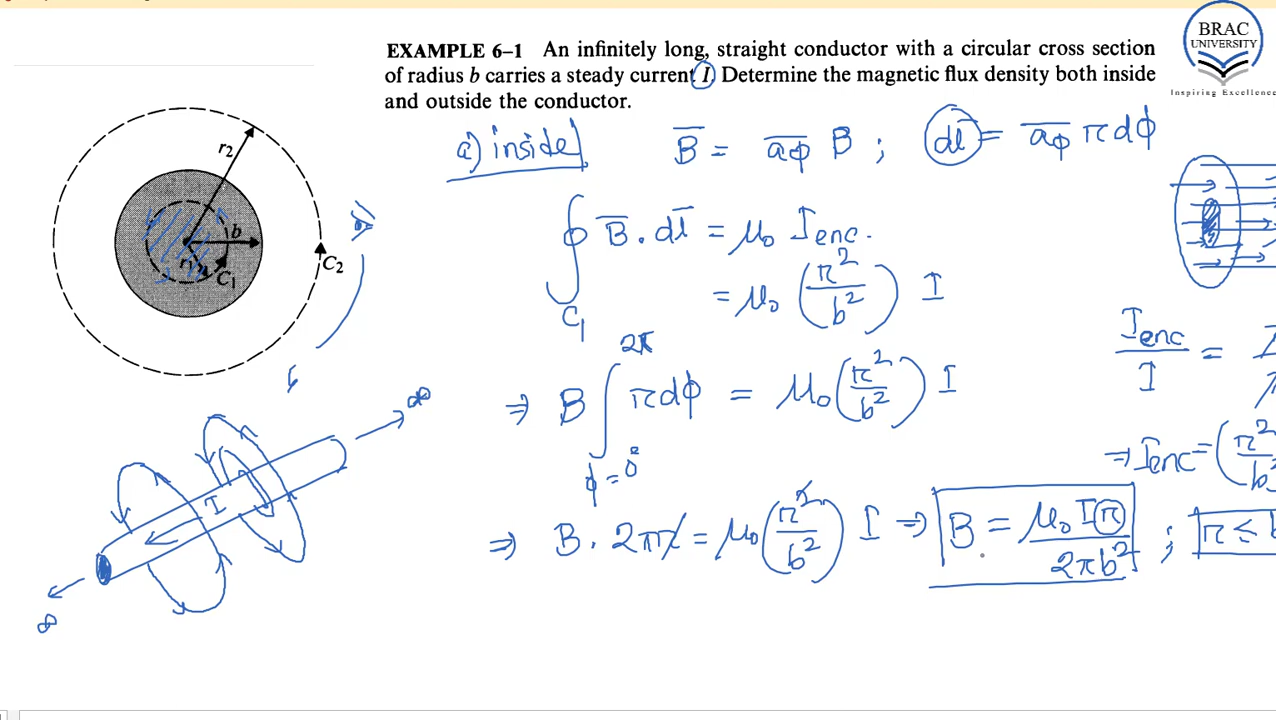 BRAC
UNIVERSITY
Inspiring Excellence
EXAMPLE 6–1 An infinitely long, straight conductor with a circular cross section
of radius b carries a steady current I. Determine the magnetic flux density both inside
and outside the conductor.
r2
b
r1
C1
C2
a) inside
B̄ = āφ B ; dl̄ = āφ r dφ
∮C1 B̄ . dl̄ = μ0 Ienc.
= μ0 (r²/b²) I
Ienc/I =
⇒ B ∫φ=0^2π r dφ = μ0 (r²/b²) I
⇒ Ienc = (r²/b²
⇒ B . 2πr = μ0 (r²/b²) I ⇒ B = μ0 I r / 2πb² ; r ≤
∞
I
∞